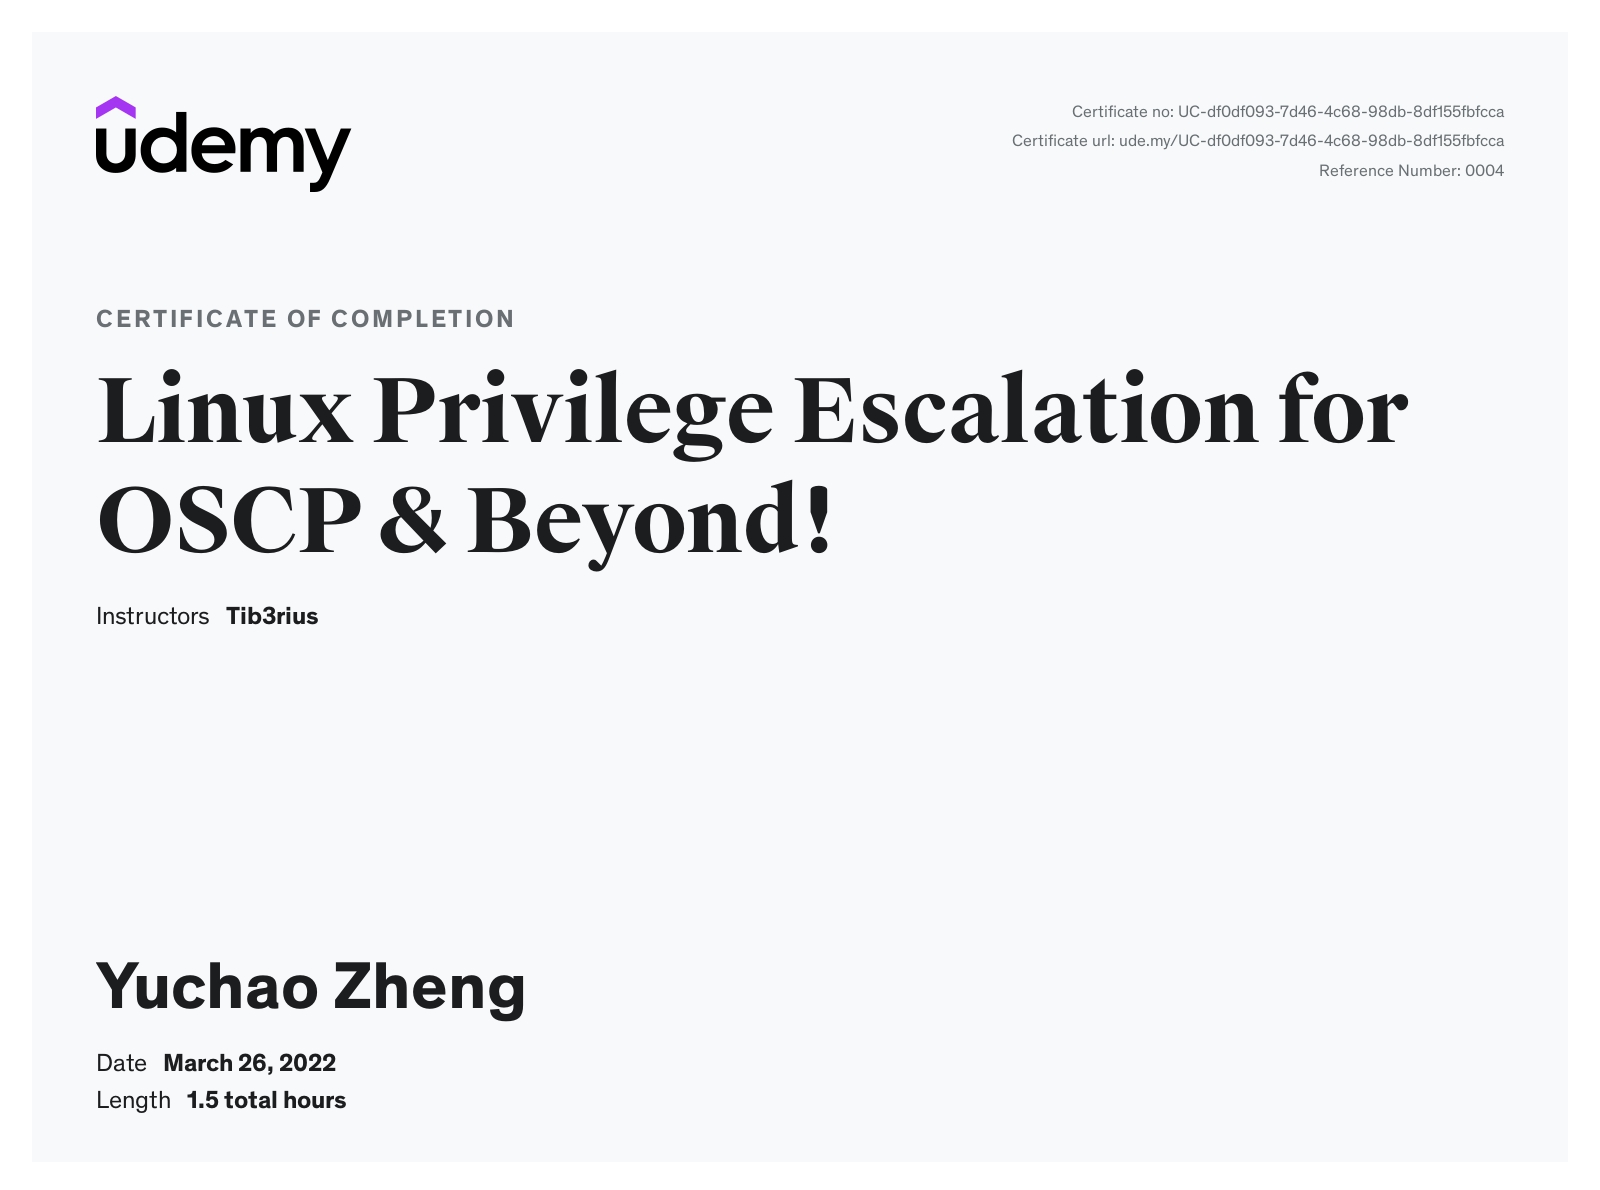 udemy
Certificate no: UC-df0df093-7d46-4c68-98db-8df155fbfcca
Certificate url: ude.my/UC-df0df093-7d46-4c68-98db-8df155fbfcca
Reference Number: 0004
CERTIFICATE OF COMPLETION
Linux Privilege Escalation for
OSCP & Beyond!
Instructors Tib3rius
Yuchao Zheng
Date March 26, 2022
Length 1.5 total hours